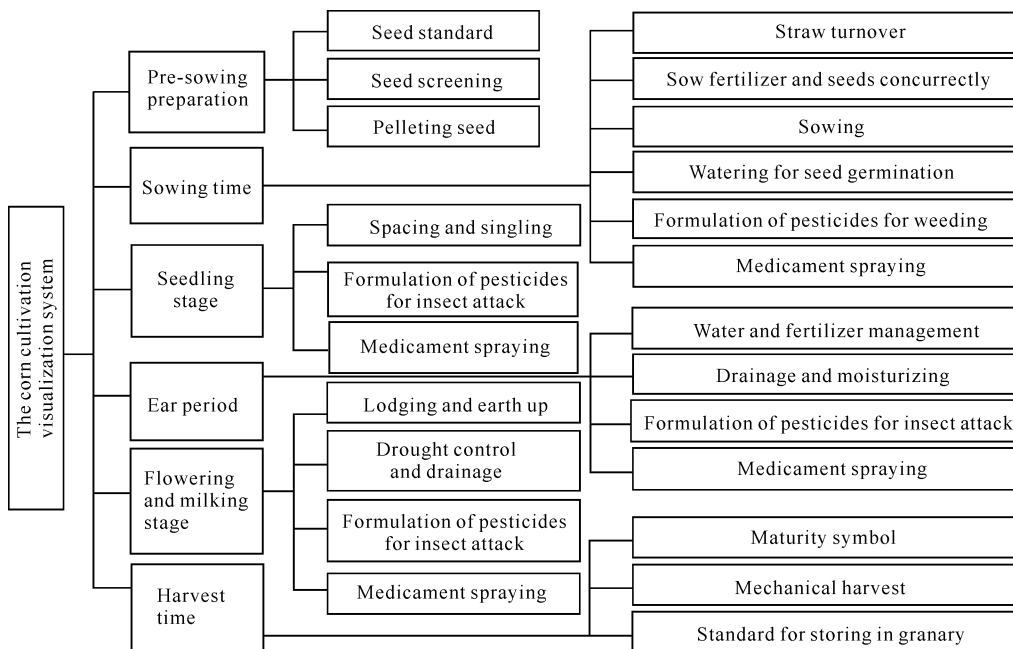 The corn cultivation
visualization system
Pre-sowing
preparation
Seed standard
Seed screening
Pelleting seed
Sowing time
Straw turnover
Sow fertilizer and seeds concurrectly
Sowing
Watering for seed germination
Formulation of pesticides for weeding
Medicament spraying
Seedling
stage
Spacing and singling
Formulation of pesticides
for insect attack
Medicament spraying
Ear period
Water and fertilizer management
Drainage and moisturizing
Formulation of pesticides for insect attack
Medicament spraying
Flowering
and milking
stage
Lodging and earth up
Drought control
and drainage
Formulation of pesticides
for insect attack
Medicament spraying
Harvest
time
Maturity symbol
Mechanical harvest
Standard for storing in granary